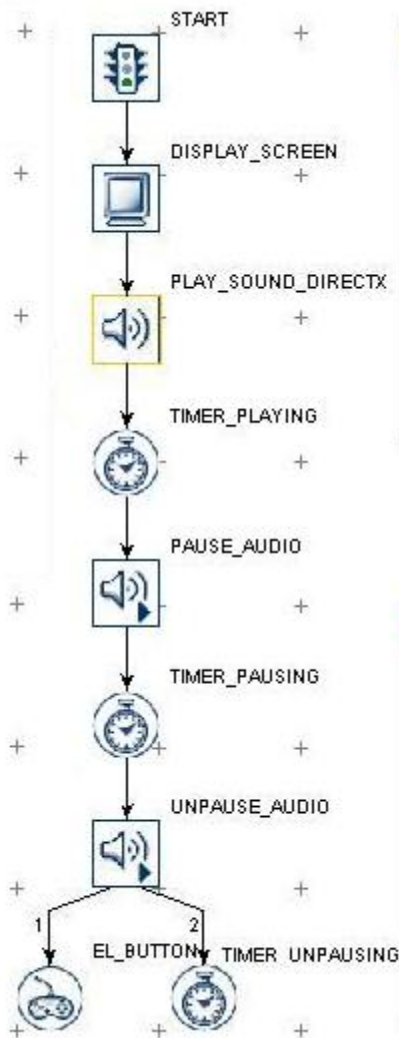 START
DISPLAY_SCREEN
PLAY_SOUND_DIRECTX
TIMER_PLAYING
PAUSE_AUDIO
TIMER_PAUSING
UNPAUSE_AUDIO
1 2
EL_BUTTON TIMER_UNPAUSING